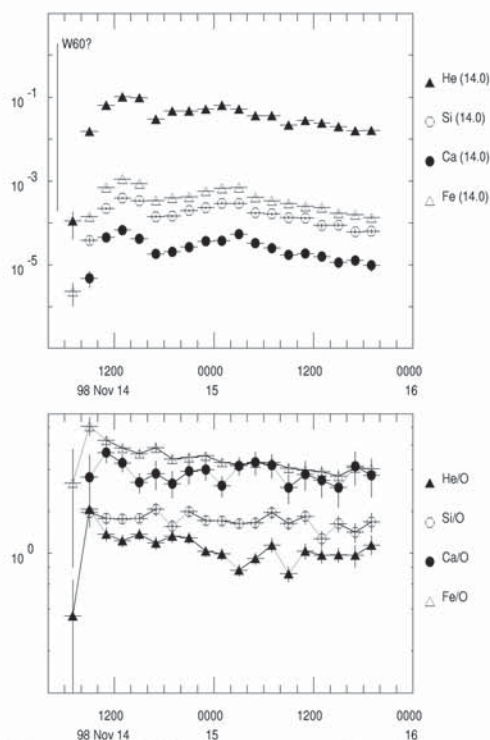 W60?
10-1
10-3
10-5
He (14.0)
Si (14.0)
Ca (14.0)
Fe (14.0)
1200 0000 1200 0000
98 Nov 14 15 16
10 0
He/O
Si/O
Ca/O
Fe/O
1200 0000 1200 0000
98 Nov 14 15 16